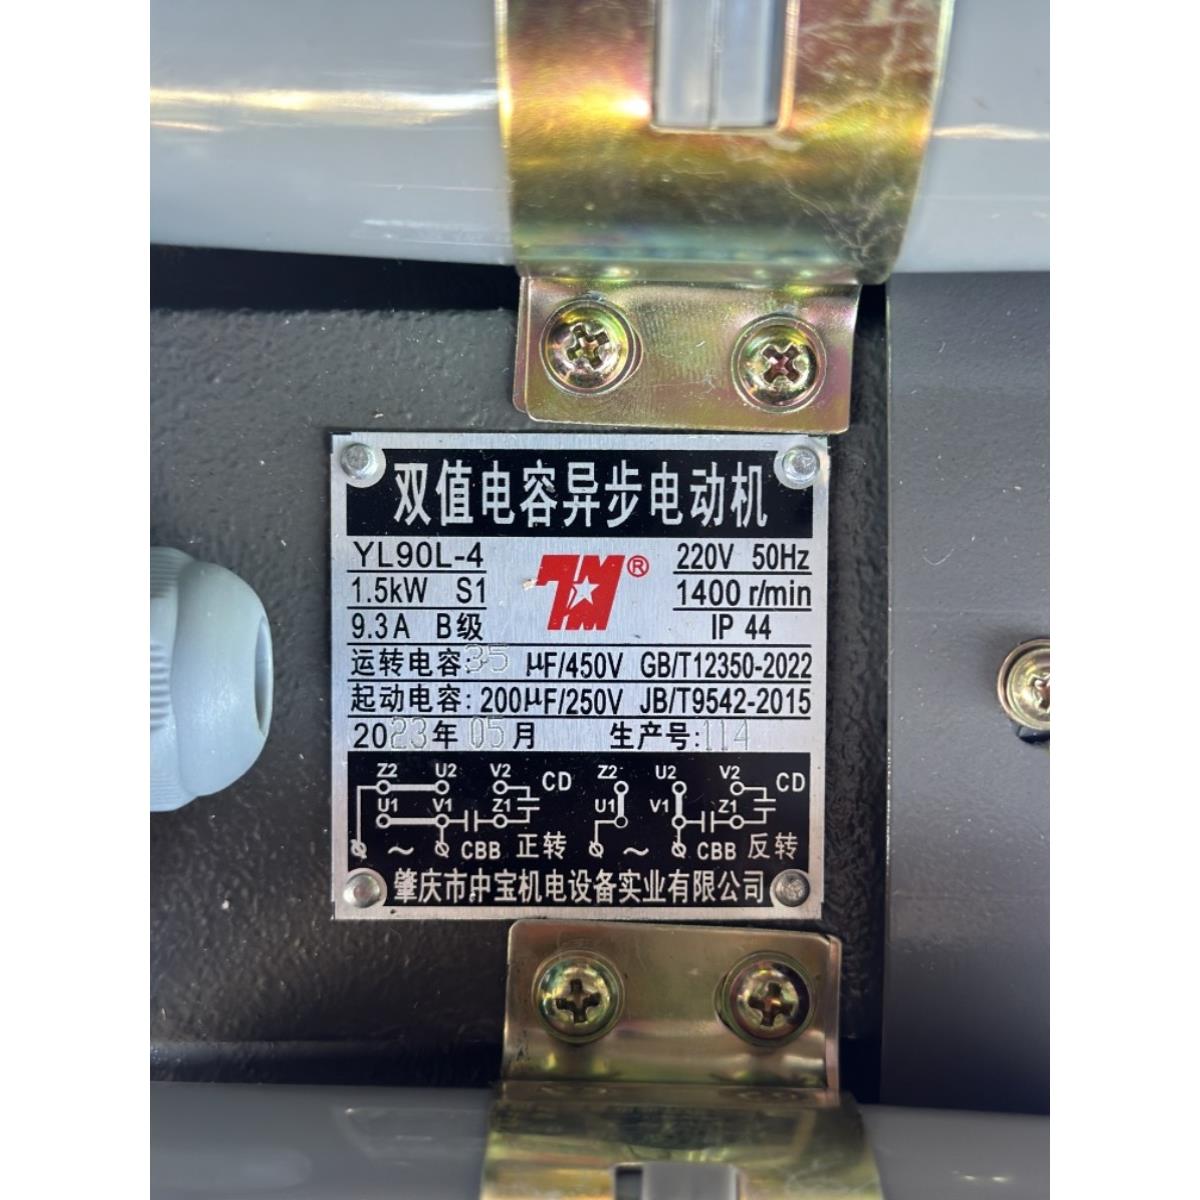 双值电容异步电动机
YL90L-4 ® 220V 50Hz
1.5kW S1 1400 r/min
9.3A B级 IP 44
运转电容:35 μF/450V GB/T12350-2022
起动电容:200μF/250V JB/T9542-2015
2023年 05月 生产号:114
Z2 U2 V2 CD Z2 U2 V2 CD
U1 V1 Z1 U1 V1 Z1
~ CBB 正转 ~ CBB 反转
肇庆市中宝机电设备实业有限公司